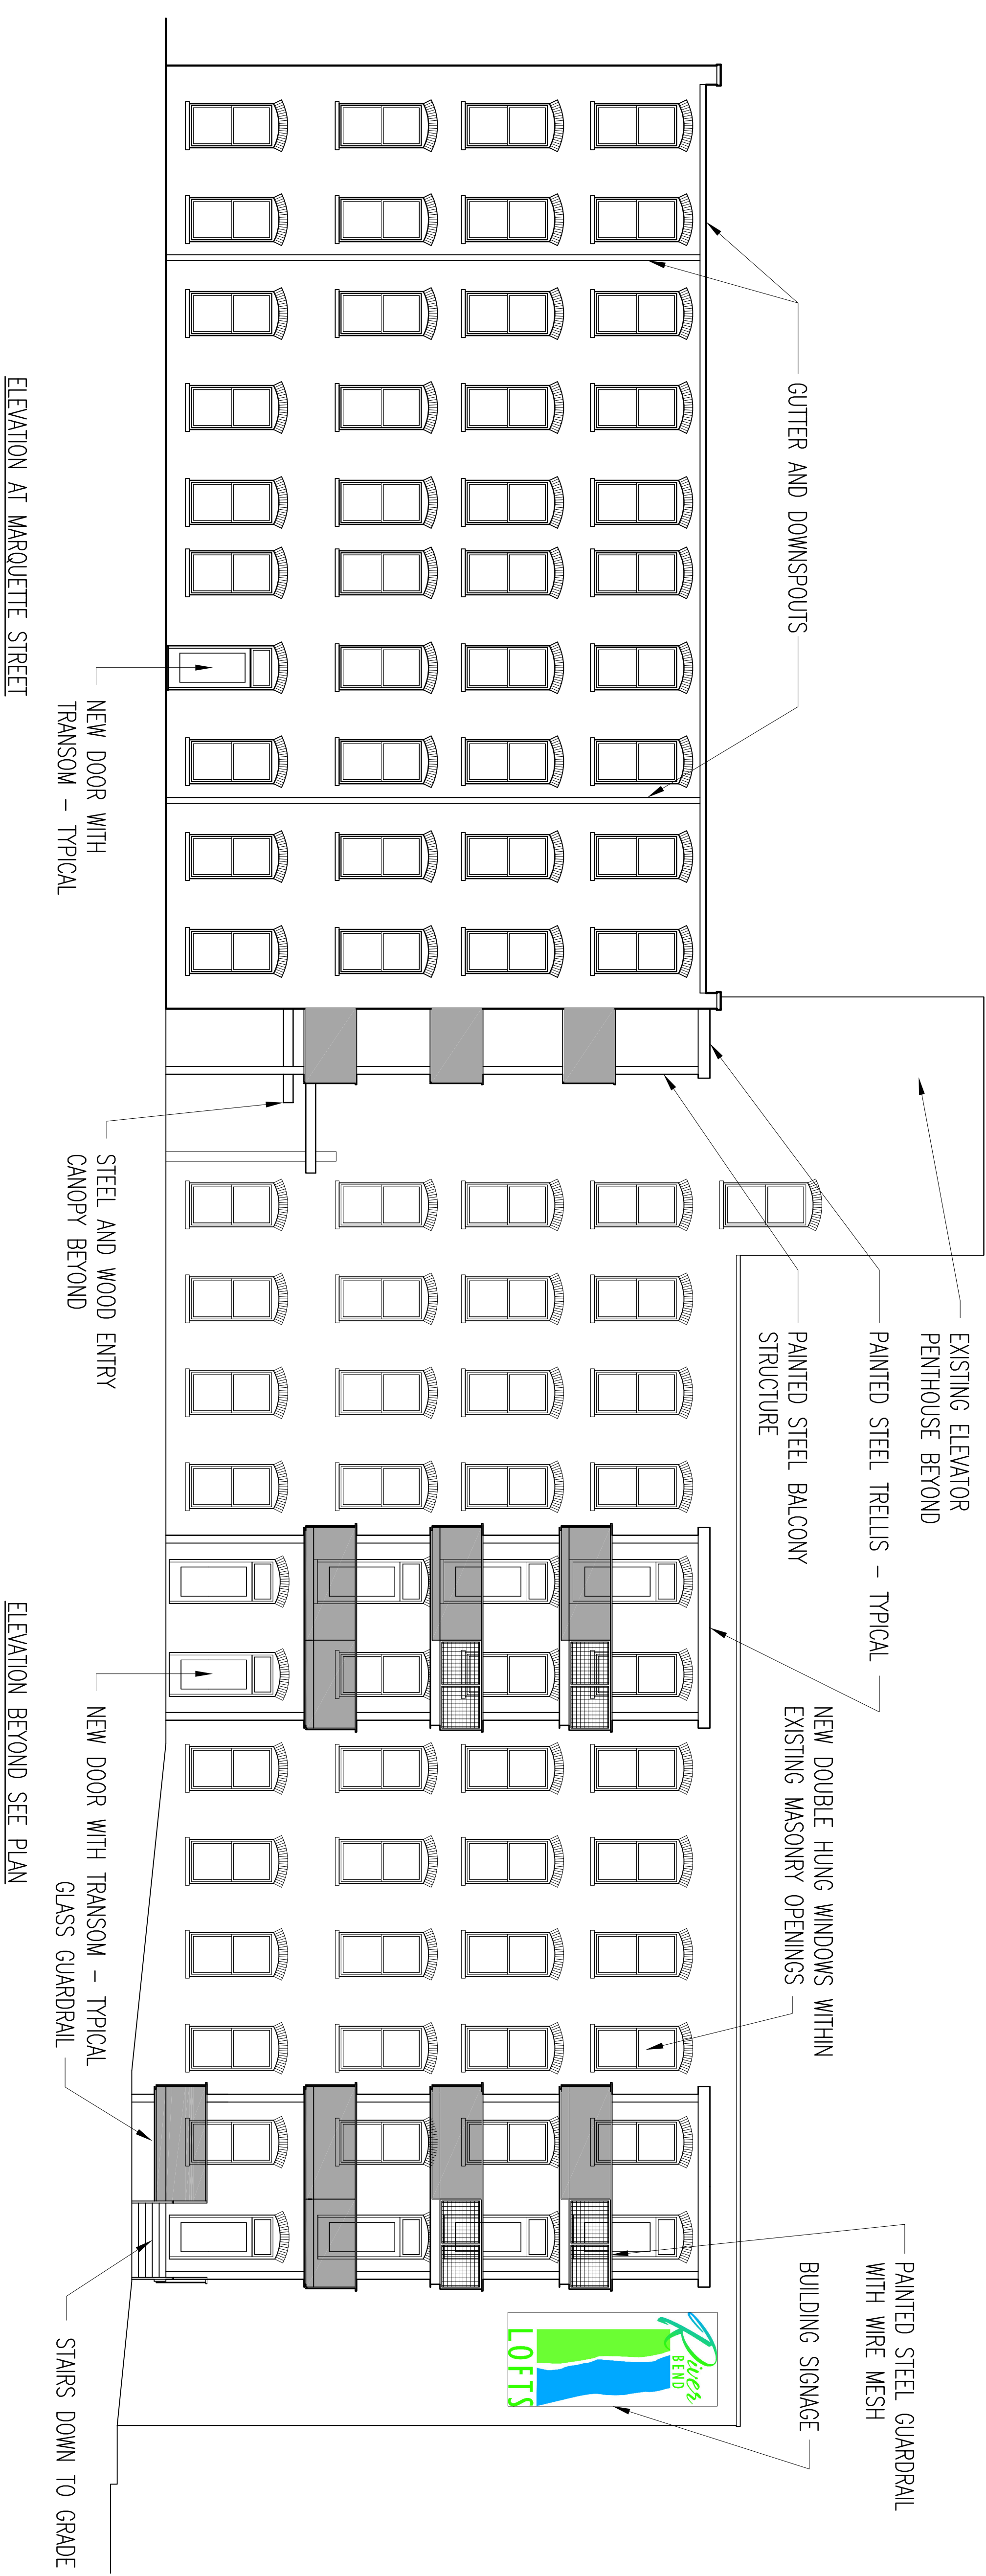 EXISTING ELEVATOR
PENTHOUSE BEYOND
PAINTED STEEL TRELLIS - TYPICAL
PAINTED STEEL BALCONY
STRUCTURE
GUTTER AND DOWNSPOUTS
NEW DOUBLE HUNG WINDOWS WITHIN
EXISTING MASONRY OPENINGS
PAINTED STEEL GUARDRAIL
WITH WIRE MESH
BUILDING SIGNAGE
River
BEND
LOFTS
NEW DOOR WITH
TRANSOM - TYPICAL
STEEL AND WOOD ENTRY
CANOPY BEYOND
NEW DOOR WITH TRANSOM - TYPICAL
GLASS GUARDRAIL
STAIRS DOWN TO GRADE
ELEVATION AT MARQUETTE STREET
ELEVATION BEYOND SEE PLAN